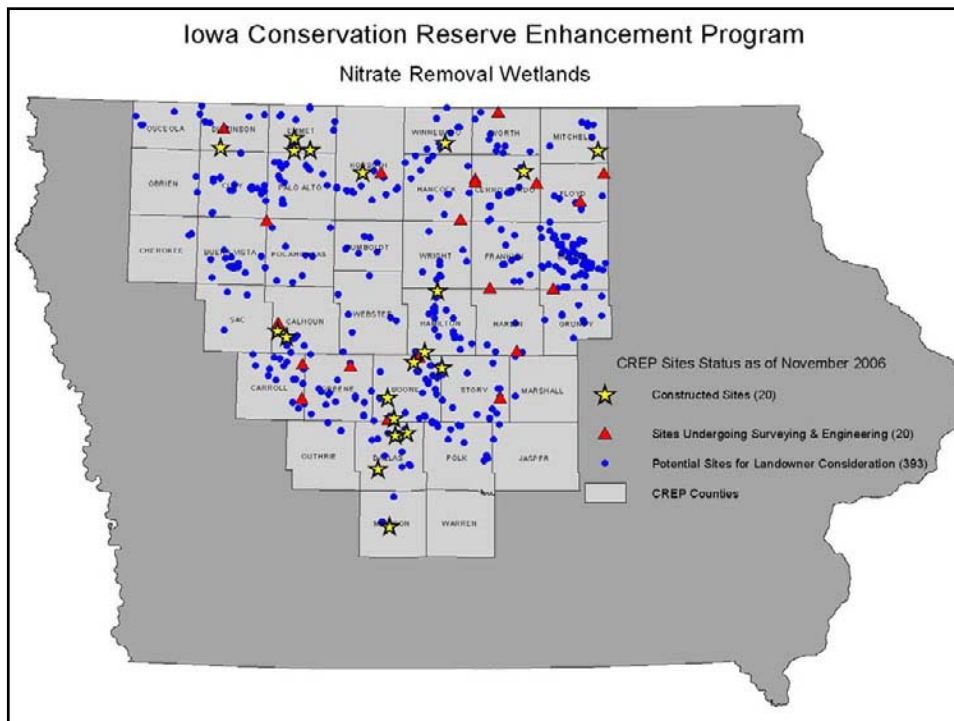 Iowa Conservation Reserve Enhancement Program
Nitrate Removal Wetlands
OSCEOLA
DICKINSON
EMMET
WINNEBAGO
WORTH
MITCHELL
OBRIEN
CLAY
PALO ALTO
KOSSUTH
HANCOCK
CERRO GORDO
FLOYD
CHEROKEE
BUENA VISTA
POCAHONTAS
HUMBOLDT
WRIGHT
FRANKLIN
SAC
CALHOUN
WEBSTER
HAMILTON
HARDIN
GRUNDY
CARROLL
GREENE
BOONE
STORY
MARSHALL
GUTHRIE
DALLAS
POLK
JASPER
MADISON
WARREN
CREP Sites Status as of November 2006
Constructed Sites (20)
Sites Undergoing Surveying & Engineering (20)
Potential Sites for Landowner Consideration (393)
CREP Counties